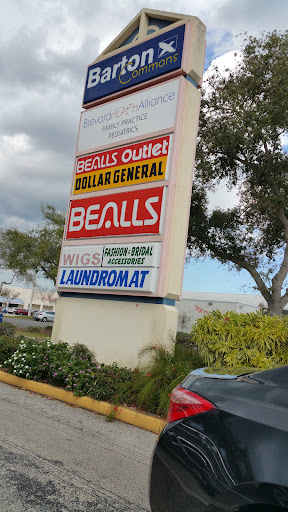 Barton
Commons
Brevard HEALTH Alliance
FAMILY PRACTICE
PEDIATRICS
BEALLS OUTLET
DOLLAR GENERAL
BEALLS
WIGS FASHION & BRIDAL
ACCESSORIES
LAUNDROMAT